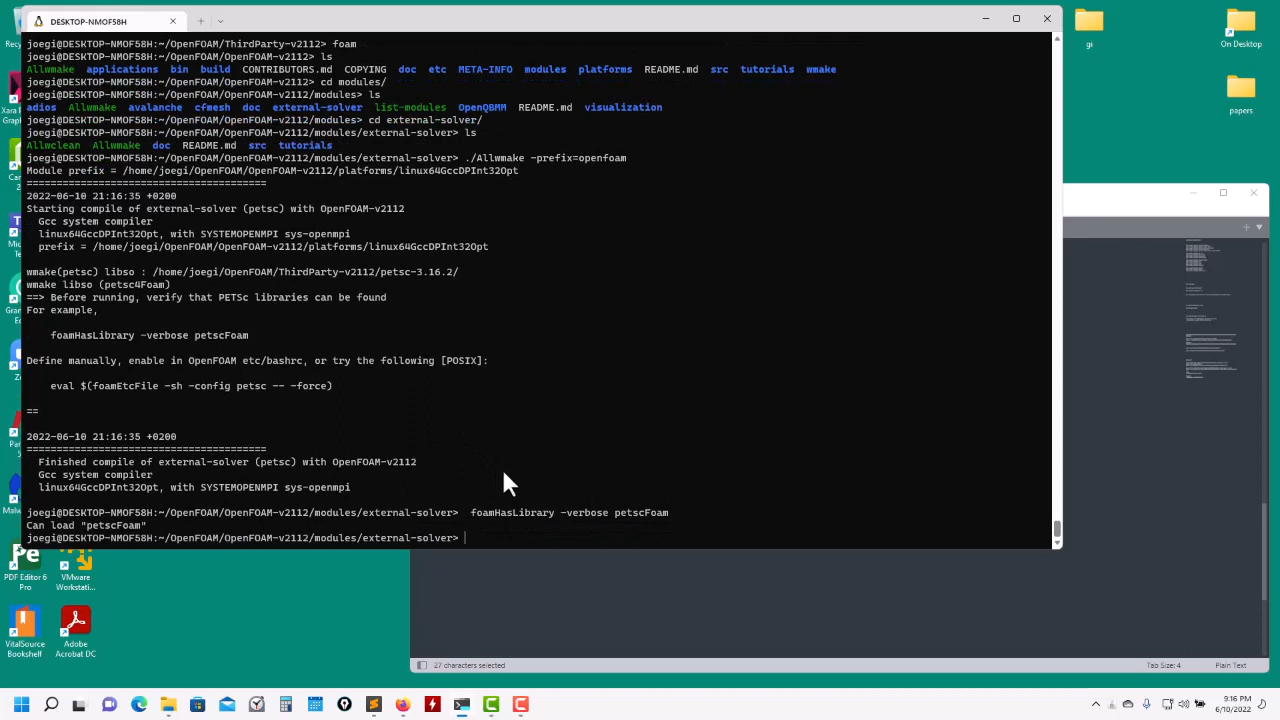 DESKTOP-NMOF58H
joegi@DESKTOP-NMOF58H:~/OpenFOAM/ThirdParty-v2112> foam
joegi@DESKTOP-NMOF58H:~/OpenFOAM/OpenFOAM-v2112> ls
Allwmake applications bin build CONTRIBUTORS.md COPYING doc etc META-INFO modules platforms README.md src tutorials wmake
joegi@DESKTOP-NMOF58H:~/OpenFOAM/OpenFOAM-v2112> cd modules/
joegi@DESKTOP-NMOF58H:~/OpenFOAM/OpenFOAM-v2112/modules> ls
adios Allwmake avalanche cfmesh doc external-solver list-modules OpenQBMM README.md visualization
joegi@DESKTOP-NMOF58H:~/OpenFOAM/OpenFOAM-v2112/modules> cd external-solver/
joegi@DESKTOP-NMOF58H:~/OpenFOAM/OpenFOAM-v2112/modules/external-solver> ls
Allwclean Allwmake doc README.md src tutorials
joegi@DESKTOP-NMOF58H:~/OpenFOAM/OpenFOAM-v2112/modules/external-solver> ./Allwmake -prefix=openfoam
Module prefix = /home/joegi/OpenFOAM/OpenFOAM-v2112/platforms/linux64GccDPInt32Opt
========================================
2022-06-10 21:16:35 +0200
Starting compile of external-solver (petsc) with OpenFOAM-v2112
Gcc system compiler
linux64GccDPInt32Opt, with SYSTEMOPENMPI sys-openmpi
prefix = /home/joegi/OpenFOAM/OpenFOAM-v2112/platforms/linux64GccDPInt32Opt
wmake(petsc) libso : /home/joegi/OpenFOAM/ThirdParty-v2112/petsc-3.16.2/
wmake libso (petsc4Foam)
==> Before running, verify that PETSc libraries can be found
For example,
foamHasLibrary -verbose petscFoam
Define manually, enable in OpenFOAM etc/bashrc, or try the following [POSIX]:
eval $(foamEtcFile -sh -config petsc -- -force)
==
2022-06-10 21:16:35 +0200
========================================
Finished compile of external-solver (petsc) with OpenFOAM-v2112
Gcc system compiler
linux64GccDPInt32Opt, with SYSTEMOPENMPI sys-openmpi
joegi@DESKTOP-NMOF58H:~/OpenFOAM/OpenFOAM-v2112/modules/external-solver> foamHasLibrary -verbose petscFoam
Can load "petscFoam"
joegi@DESKTOP-NMOF58H:~/OpenFOAM/OpenFOAM-v2112/modules/external-solver>
gi
On Desktop
papers
PDF Editor 6 Pro
VMware Workstati...
VitalSource Bookshelf
Adobe Acrobat DC
27 characters selected
Tab Size: 4
Plain Text
9:16 PM
6/10/2022